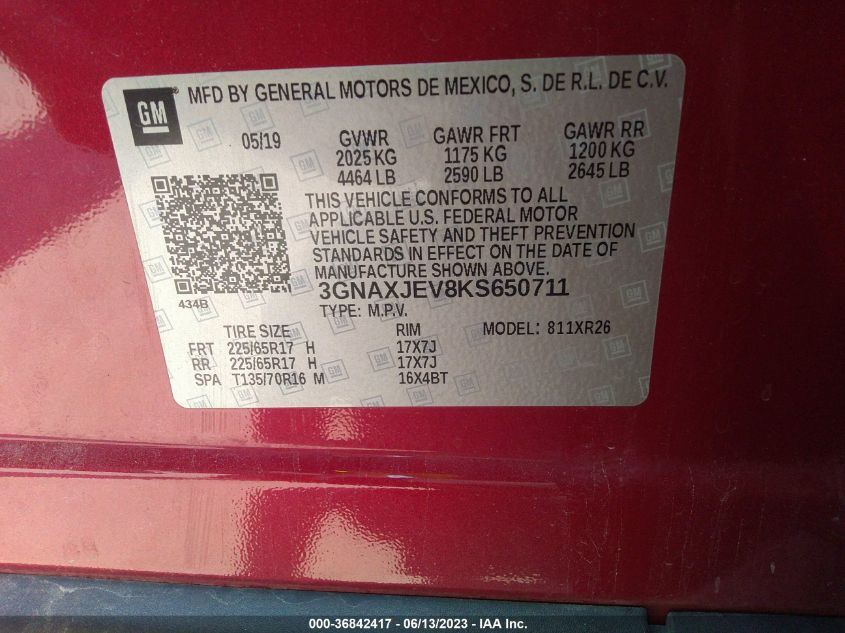 GM
MFD BY GENERAL MOTORS DE MEXICO, S. DE R.L. DE C.V.
05/19 GVWR GAWR FRT GAWR RR
2025 KG 1175 KG 1200 KG
4464 LB 2590 LB 2645 LB
THIS VEHICLE CONFORMS TO ALL
APPLICABLE U.S. FEDERAL MOTOR
VEHICLE SAFETY AND THEFT PREVENTION
STANDARDS IN EFFECT ON THE DATE OF
MANUFACTURE SHOWN ABOVE.
434B
3GNAXJEV8KS650711
TYPE: M.P.V.
TIRE SIZE RIM MODEL: 811XR26
FRT 225/65R17 H 17X7J
RR 225/65R17 H 17X7J
SPA T135/70R16 M 16X4BT
000-36842417 - 06/13/2023 - IAA Inc.